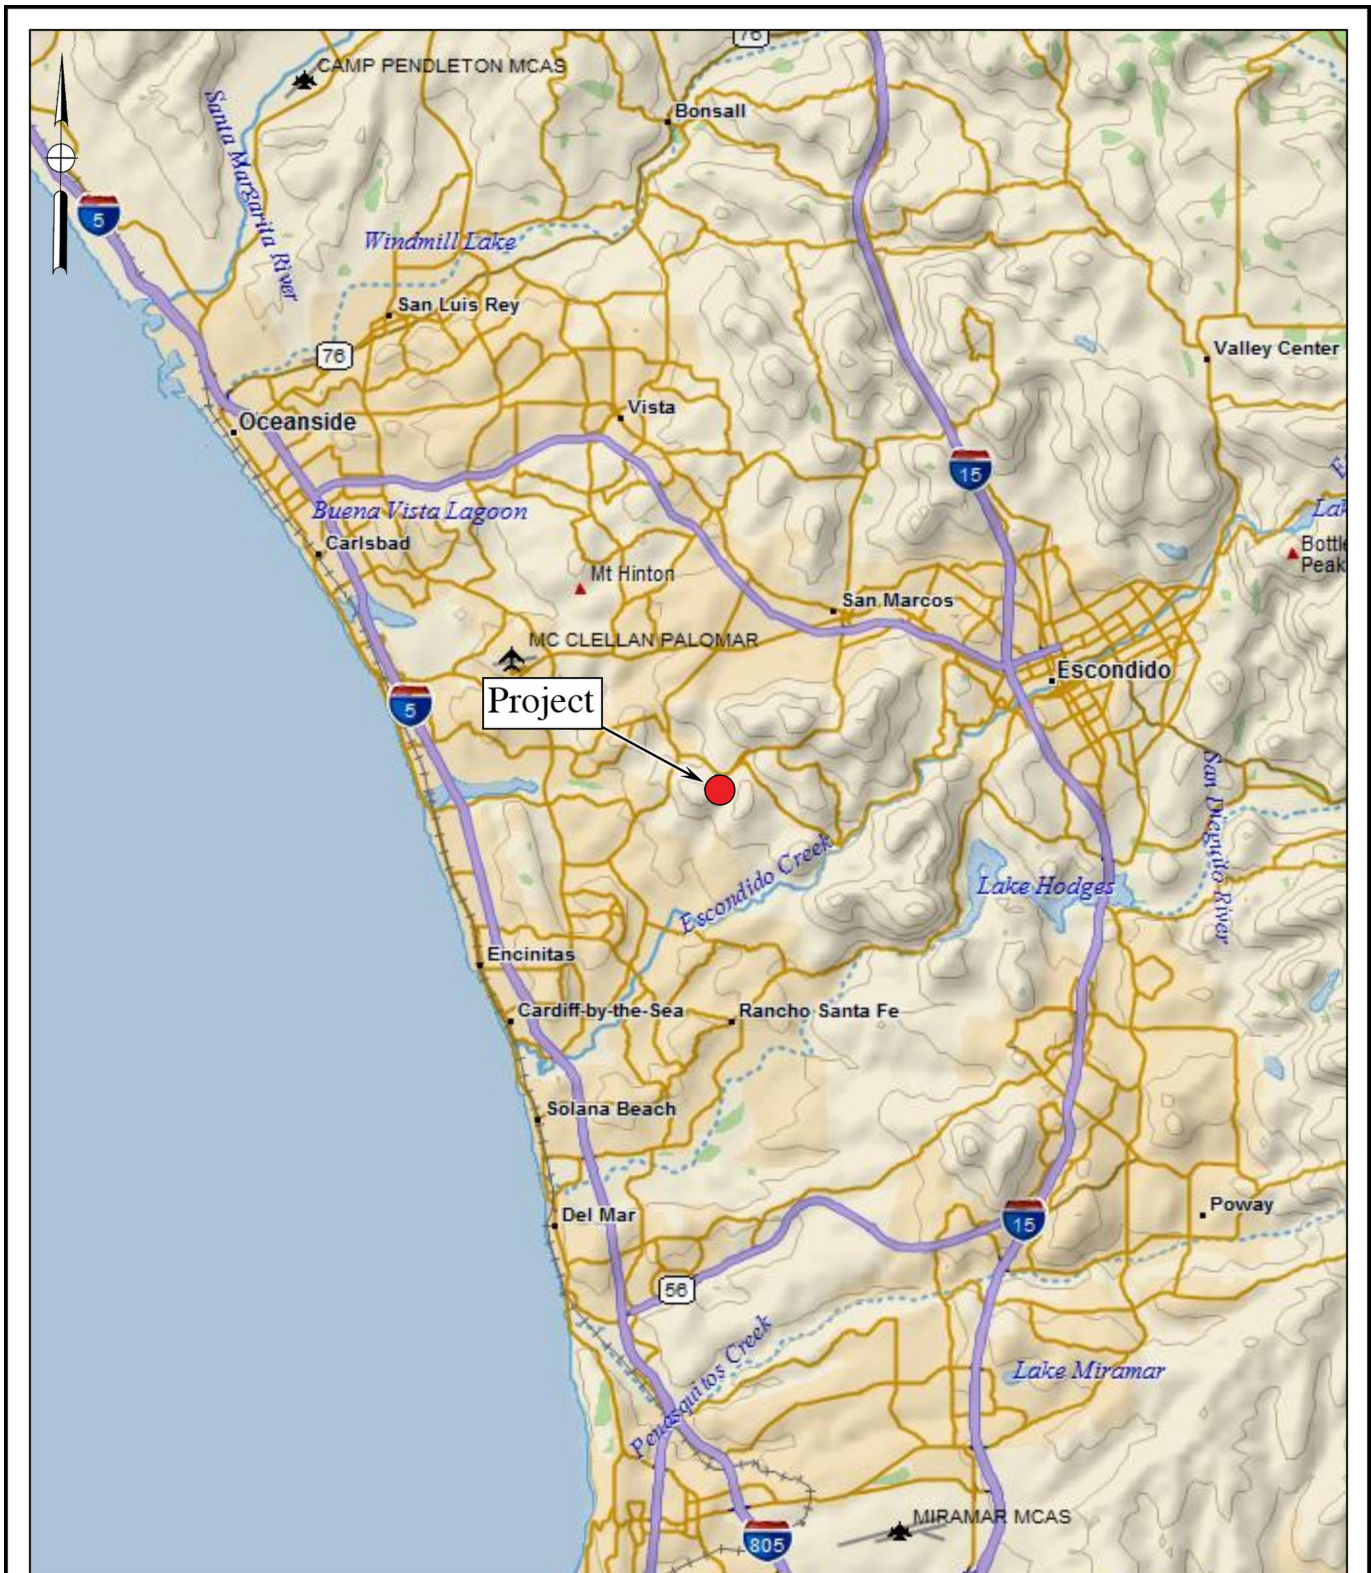 76
CAMP PENDLETON MCAS
Bonsall
Santa Margarita River
5
Windmill Lake
San Luis Rey
76
Valley Center
Vista
Oceanside
15
Buena Vista Lagoon
Carlsbad
Bottle
Peak
Mt Hinton
San Marcos
MC CLELLAN PALOMAR
Escondido
Project
5
San Dieguito River
Escondido Creek
Lake Hodges
Encinitas
Cardiff-by-the-Sea
Rancho Santa Fe
Solana Beach
Del Mar
Poway
15
56
Penasquitos Creek
Lake Miramar
MIRAMAR MCAS
805